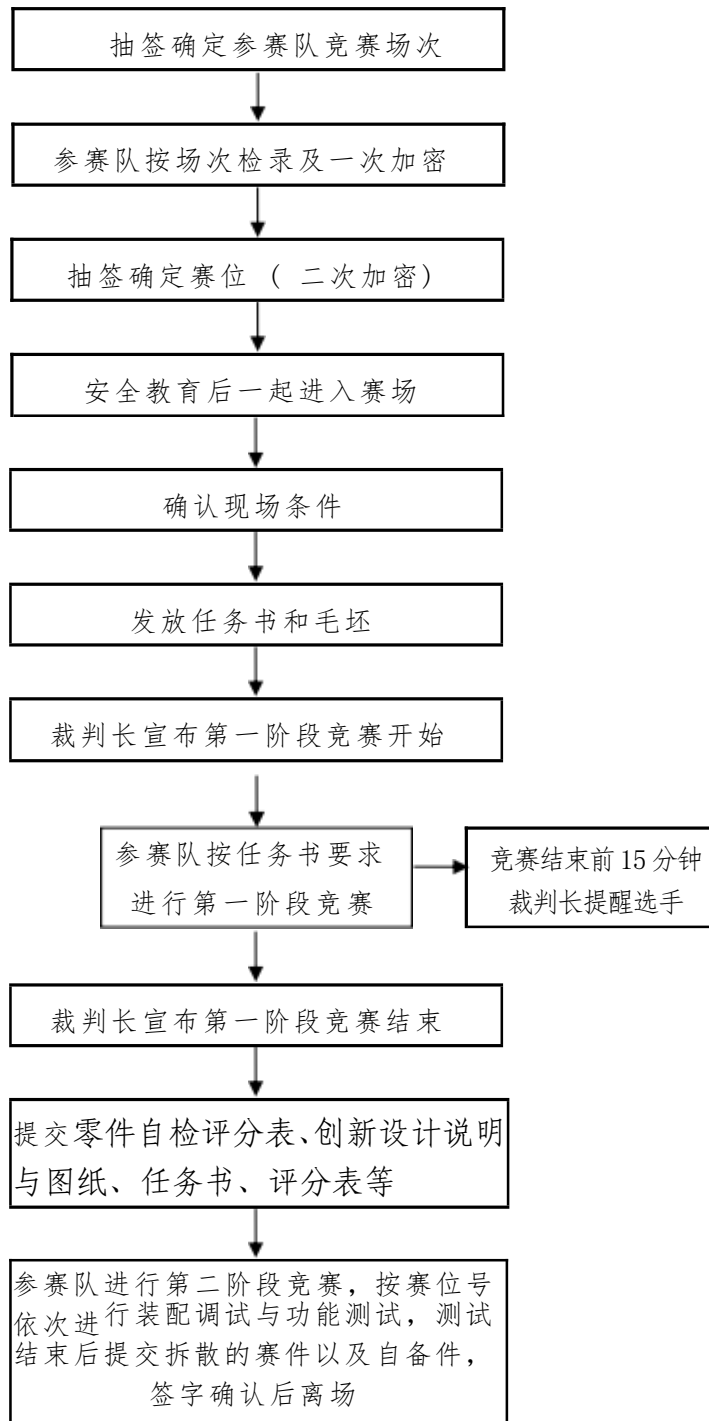 抽签确定参赛队竞赛场次
参赛队按场次检录及一次加密
抽签确定赛位 ( 二次加密)
安全教育后一起进入赛场
确认现场条件
发放任务书和毛坯
裁判长宣布第一阶段竞赛开始
参赛队按任务书要求
进行第一阶段竞赛
竞赛结束前 15 分钟
裁判长提醒选手
裁判长宣布第一阶段竞赛结束
提交零件自检评分表、创新设计说明
与图纸、任务书、评分表等
参赛队进行第二阶段竞赛，按赛位号
依次进行装配调试与功能测试，测试
结束后提交拆散的赛件以及自备件，
签字确认后离场